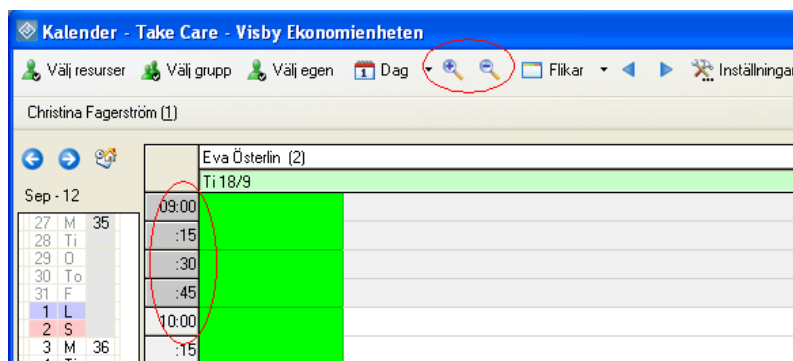 Kalender - Take Care - Visby Ekonomienheten
Välj resurser Välj grupp Välj egen 1 Dag Flikar Inställningar
Christina Fagerström (1)
Eva Österlin (2)
Ti 18/9
Sep - 12
09:00
:15
:30
:45
10:00
:15
27 M 35
28 Ti
29 O
30 To
31 F
1 L
2 S
3 M 36